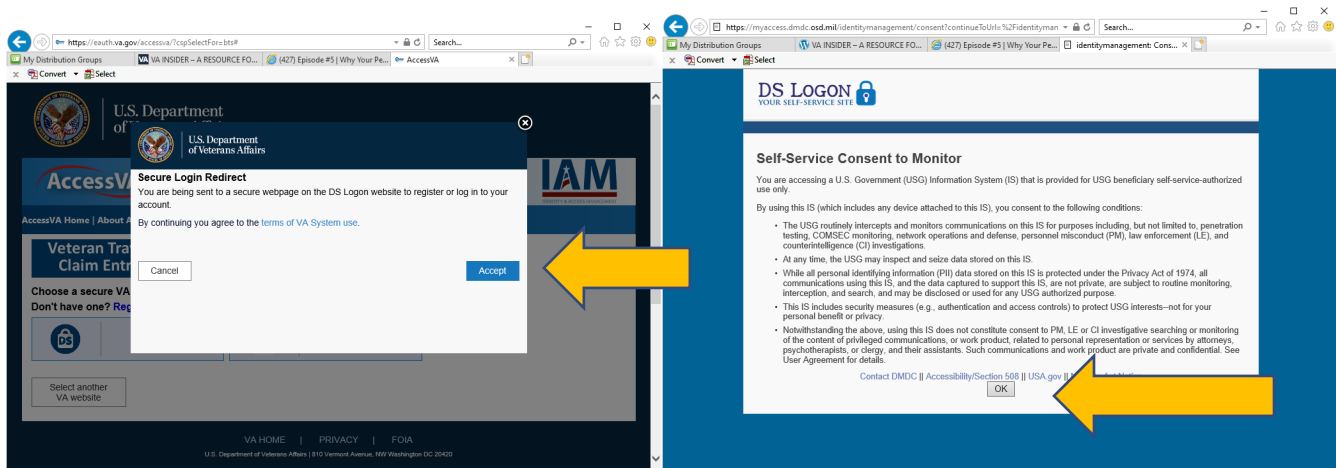 https://eauth.va.gov/accessva/?cspSelectFor=bts#
Search...
My Distribution Groups
VA INSIDER – A RESOURCE FO...
(427) Episode #5 | Why Your Pe...
AccessVA
x Convert Select
U.S. Department
of
U.S. Department
of Veterans Affairs
Secure Login Redirect
You are being sent to a secure webpage on the DS Logon website to register or log in to your
account.
By continuing you agree to the terms of VA System use.
Cancel
Accept
AccessV
IAM
IDENTITY & ACCESS MANAGEMENT
AccessVA Home | About A
Veteran Tra
Claim Entr
Choose a secure VA
Don't have one? Reg
DS
Select another
VA website
VA HOME | PRIVACY | FOIA
U.S. Department of Veterans Affairs | 810 Vermont Avenue, NW Washington DC 20420
https://myaccess.dmdc.osd.mil/identitymanagement/consent?continueToUrl=%2Fidentityman
Search...
My Distribution Groups
VA INSIDER – A RESOURCE FO...
(427) Episode #5 | Why Your Pe...
identitymanagement: Cons...
x Convert Select
DS LOGON
YOUR SELF-SERVICE SITE
Self-Service Consent to Monitor
You are accessing a U.S. Government (USG) Information System (IS) that is provided for USG beneficiary self-service-authorized
use only.
By using this IS (which includes any device attached to this IS), you consent to the following conditions:
• The USG routinely intercepts and monitors communications on this IS for purposes including, but not limited to, penetration
testing, COMSEC monitoring, network operations and defense, personnel misconduct (PM), law enforcement (LE), and
counterintelligence (CI) investigations.
• At any time, the USG may inspect and seize data stored on this IS.
• While all personal identifying information (PII) data stored on this IS is protected under the Privacy Act of 1974, all
communications using this IS, and the data captured to support this IS, are not private, are subject to routine monitoring,
interception, and search, and may be disclosed or used for any USG authorized purpose.
• This IS includes security measures (e.g., authentication and access controls) to protect USG interests--not for your
personal benefit or privacy.
• Notwithstanding the above, using this IS does not constitute consent to PM, LE or CI investigative searching or monitoring
of the content of privileged communications, or work product, related to personal representation or services by attorneys,
psychotherapists, or clergy, and their assistants. Such communications and work product are private and confidential. See
User Agreement for details.
Contact DMDC || Accessibility/Section 508 || USA.gov ||
OK